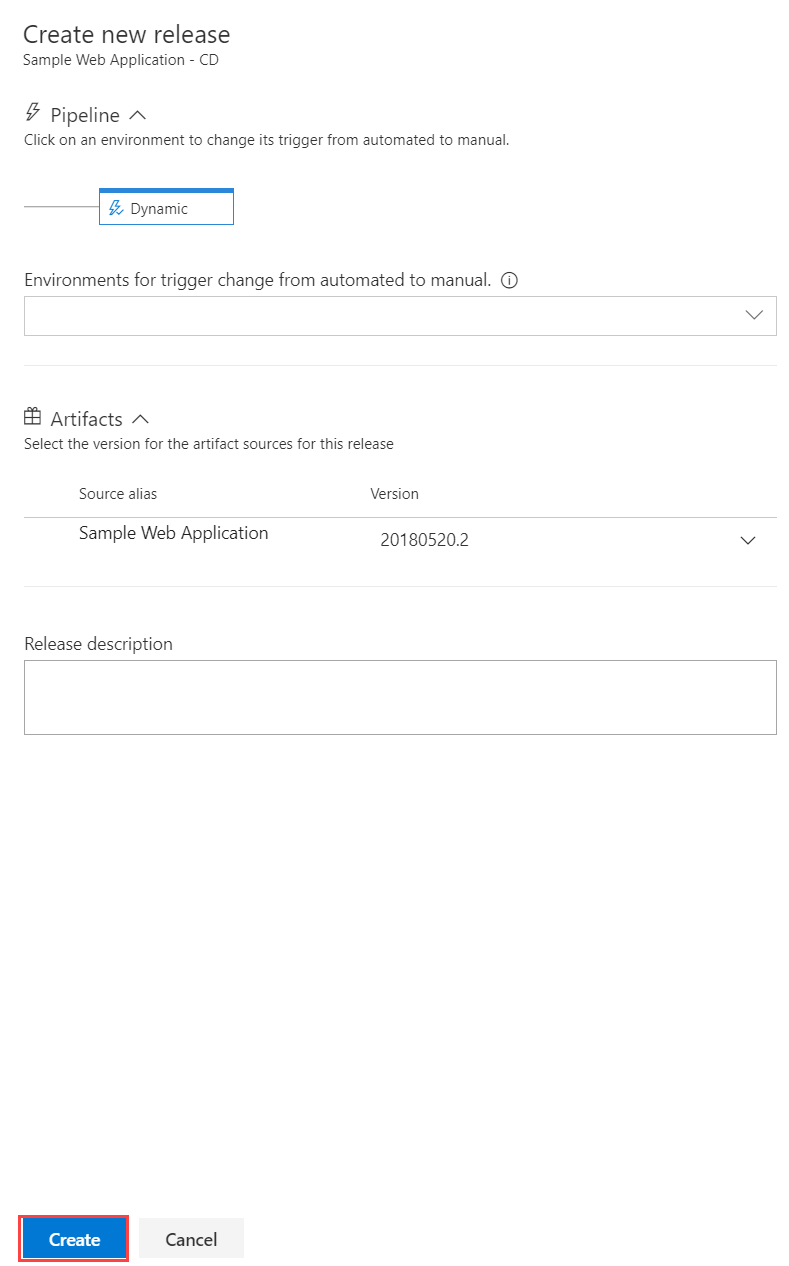 Create new release
Sample Web Application - CD
Pipeline
Click on an environment to change its trigger from automated to manual.
Dynamic
Environments for trigger change from automated to manual.
Artifacts
Select the version for the artifact sources for this release
Source alias Version
Sample Web Application 20180520.2
Release description
Create Cancel